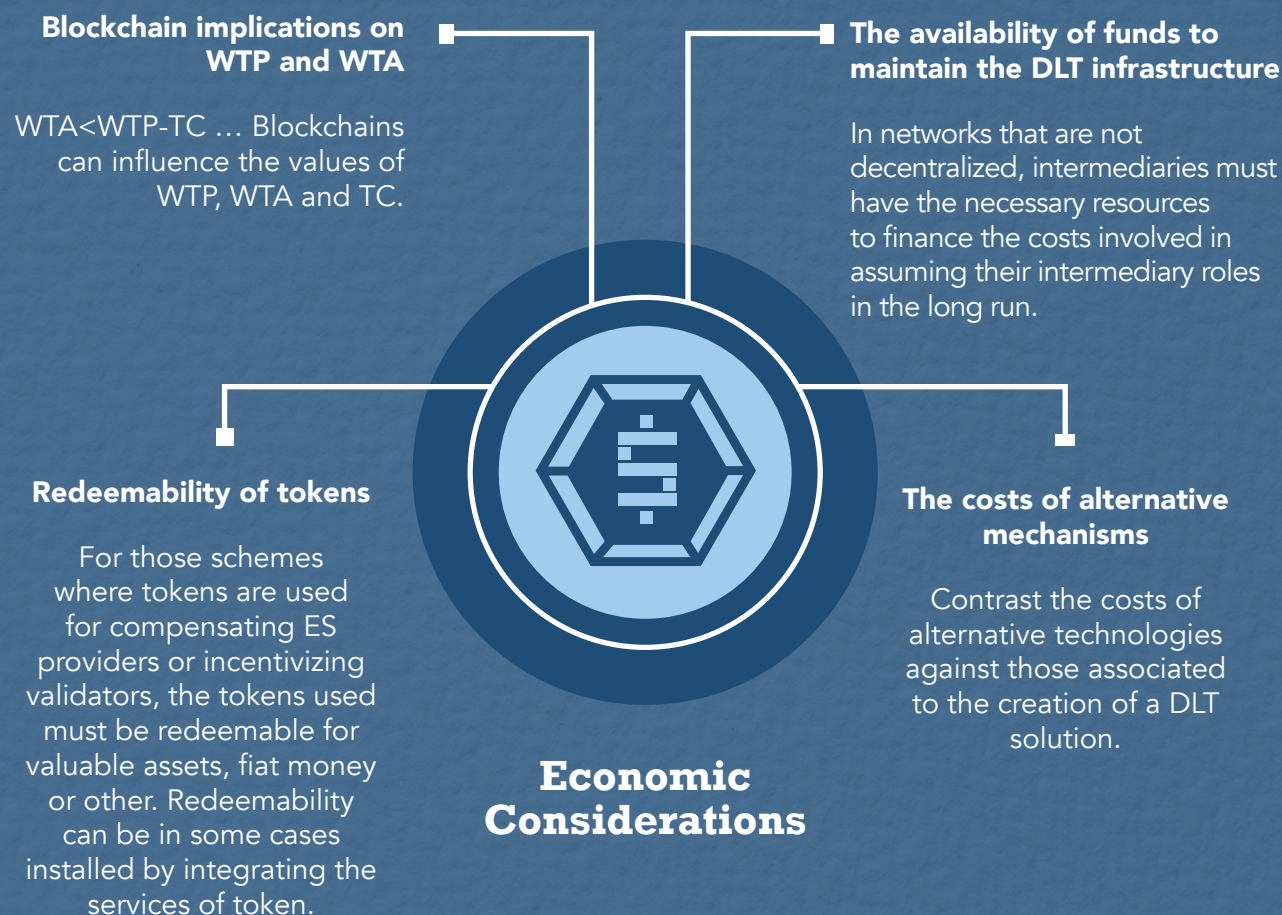 Blockchain implications on
WTP and WTA
WTA<WTP-TC … Blockchains
can influence the values of
WTP, WTA and TC.
The availability of funds to
maintain the DLT infrastructure
In networks that are not
decentralized, intermediaries must
have the necessary resources
to finance the costs involved in
assuming their intermediary roles
in the long run.
Redeemability of tokens
For those schemes
where tokens are used
for compensating ES
providers or incentivizing
validators, the tokens used
must be redeemable for
valuable assets, fiat money
or other. Redeemability
can be in some cases
installed by integrating the
services of token.
The costs of alternative
mechanisms
Contrast the costs of
alternative technologies
against those associated
to the creation of a DLT
solution.
Economic
Considerations